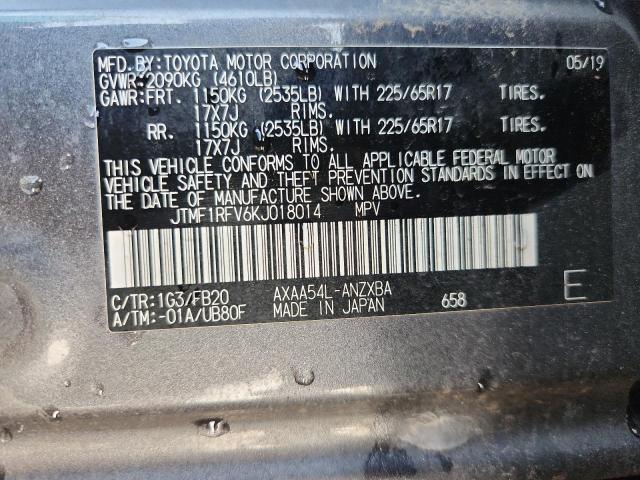 MFD.BY:TOYOTA MOTOR CORPORATION 05/19
GVWR:2090KG (4610LB)
GAWR:FRT. 1150KG (2535LB) WITH 225/65R17 TIRES.
17X7J RIMS.
RR. 1150KG (2535LB) WITH 225/65R17 TIRES.
17X7J RIMS.
THIS VEHICLE CONFORMS TO ALL APPLICABLE FEDERAL MOTOR
VEHICLE SAFETY AND THEFT PREVENTION STANDARDS IN EFFECT ON
THE DATE OF MANUFACTURE SHOWN ABOVE.
JTMF1RFV6KJ018014 MPV
C/TR:1G3/FB20 AXAA54L-ANZXBA
A/TM:-01A/UB80F MADE IN JAPAN 658 E